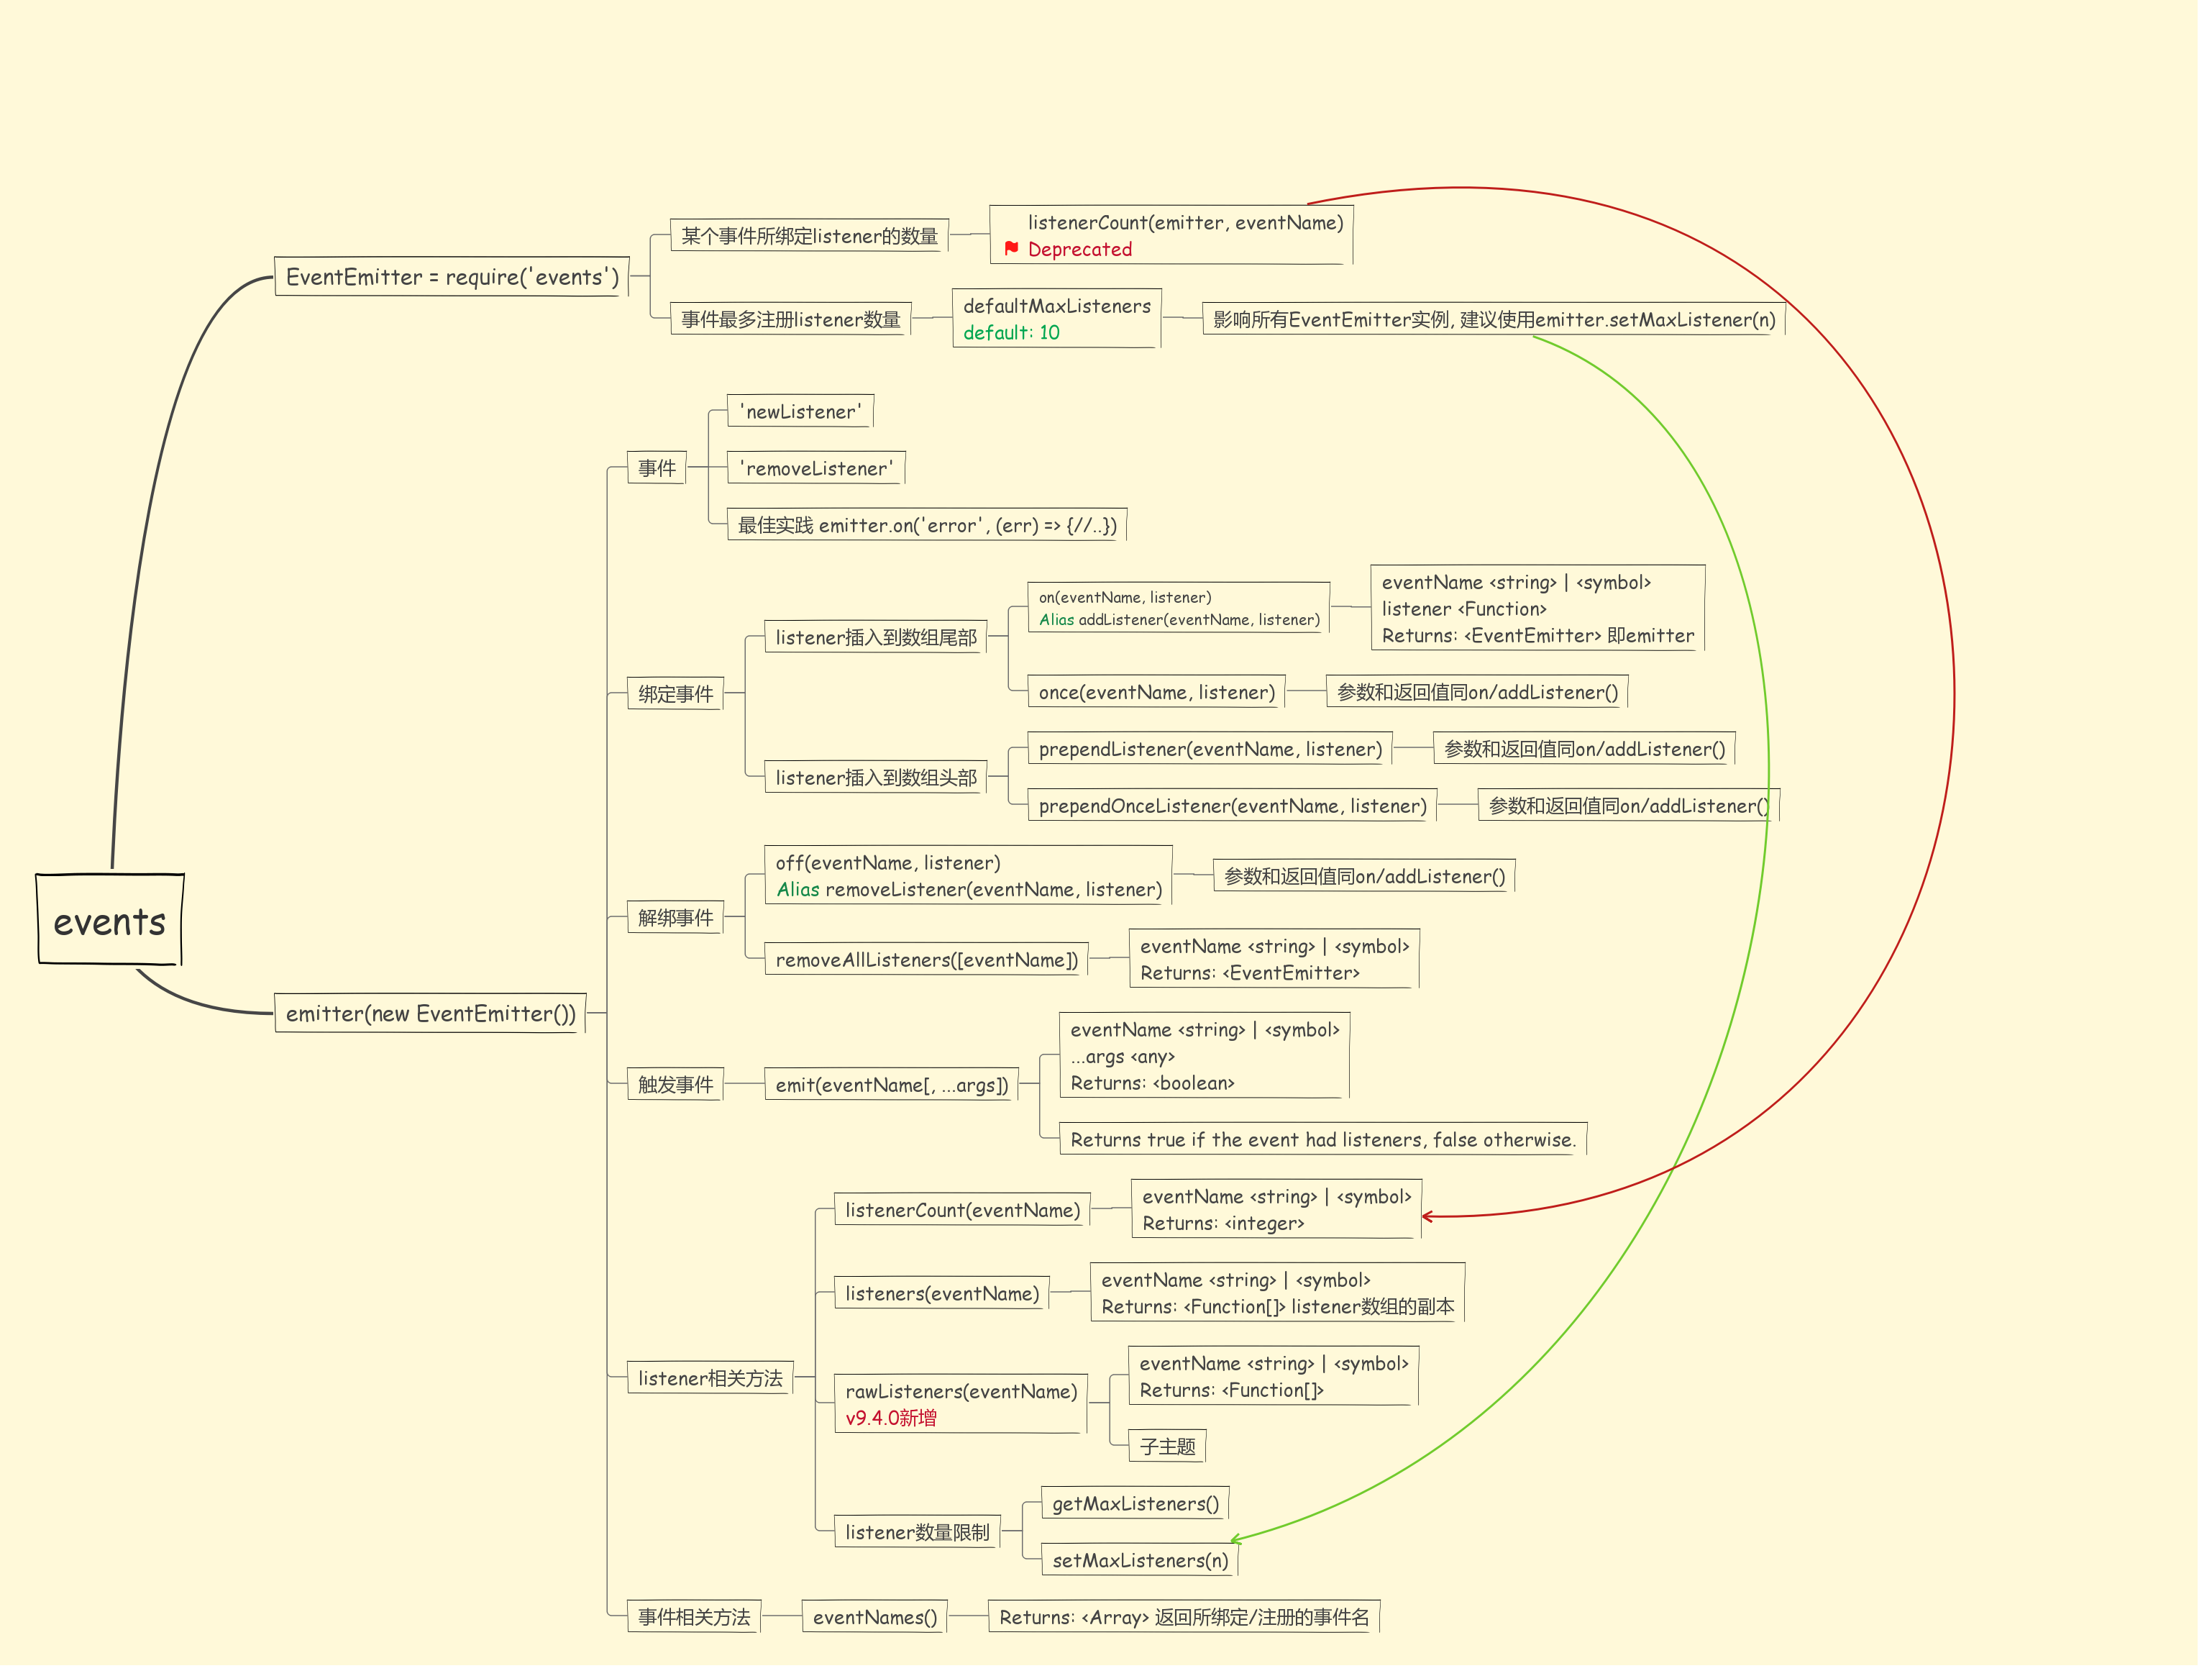 events
EventEmitter = require('events')
某个事件所绑定listener的数量
listenerCount(emitter, eventName)
Deprecated
事件最多注册listener数量
defaultMaxListeners
default: 10
影响所有EventEmitter实例, 建议使用emitter.setMaxListener(n)
emitter(new EventEmitter())
事件
'newListener'
'removeListener'
最佳实践 emitter.on('error', (err) => {//..})
绑定事件
listener插入到数组尾部
on(eventName, listener)
Alias addListener(eventName, listener)
eventName <string> | <symbol>
listener <Function>
Returns: <EventEmitter> 即emitter
once(eventName, listener)
参数和返回值同on/addListener()
listener插入到数组头部
prependListener(eventName, listener)
参数和返回值同on/addListener()
prependOnceListener(eventName, listener)
参数和返回值同on/addListener()
解绑事件
off(eventName, listener)
Alias removeListener(eventName, listener)
参数和返回值同on/addListener()
removeAllListeners([eventName])
eventName <string> | <symbol>
Returns: <EventEmitter>
触发事件
emit(eventName[, ...args])
eventName <string> | <symbol>
...args <any>
Returns: <boolean>
Returns true if the event had listeners, false otherwise.
listener相关方法
listenerCount(eventName)
eventName <string> | <symbol>
Returns: <integer>
listeners(eventName)
eventName <string> | <symbol>
Returns: <Function[]> listener数组的副本
rawListeners(eventName)
v9.4.0新增
eventName <string> | <symbol>
Returns: <Function[]>
子主题
listener数量限制
getMaxListeners()
setMaxListeners(n)
事件相关方法
eventNames()
Returns: <Array> 返回所绑定/注册的事件名